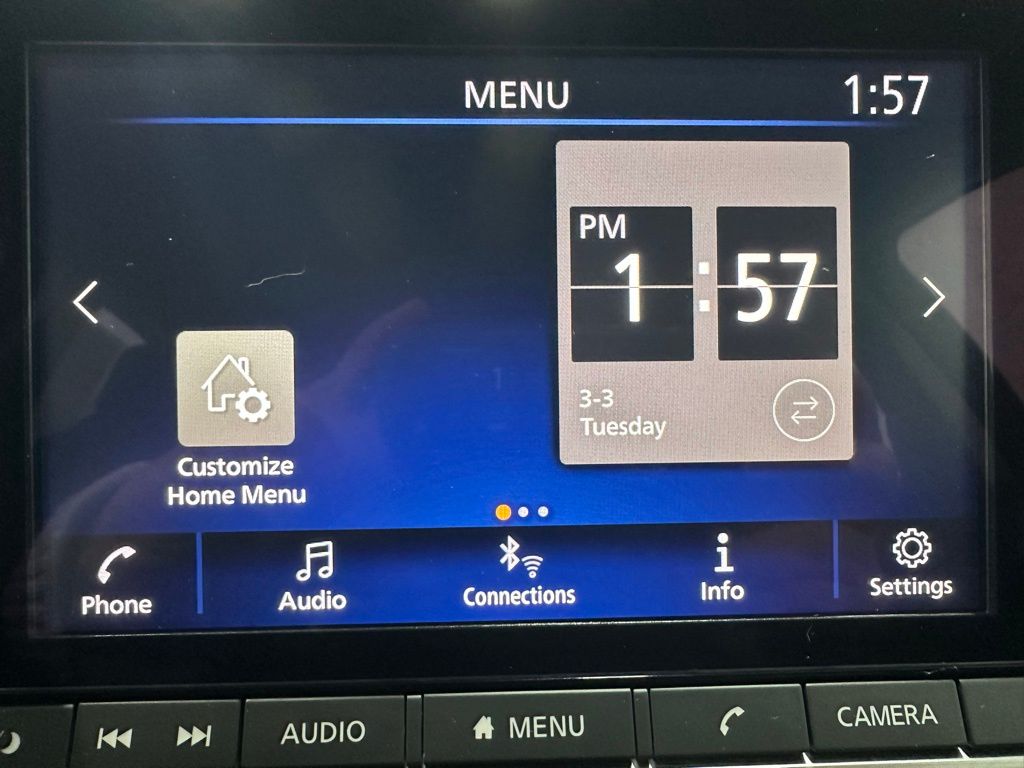 MENU
1:57
PM
1:57
3-3
Tuesday
Customize
Home Menu
Phone
Audio
Connections
Info
Settings
AUDIO
MENU
CAMERA